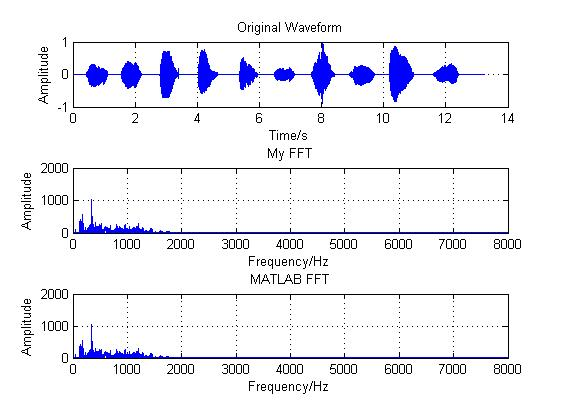 Original Waveform
Amplitude
1
0
-1
0 2 4 6 8 10 12 14
Time/s
My FFT
Amplitude
2000
1000
0
0 1000 2000 3000 4000 5000 6000 7000 8000
Frequency/Hz
MATLAB FFT
Amplitude
2000
1000
0
0 1000 2000 3000 4000 5000 6000 7000 8000
Frequency/Hz